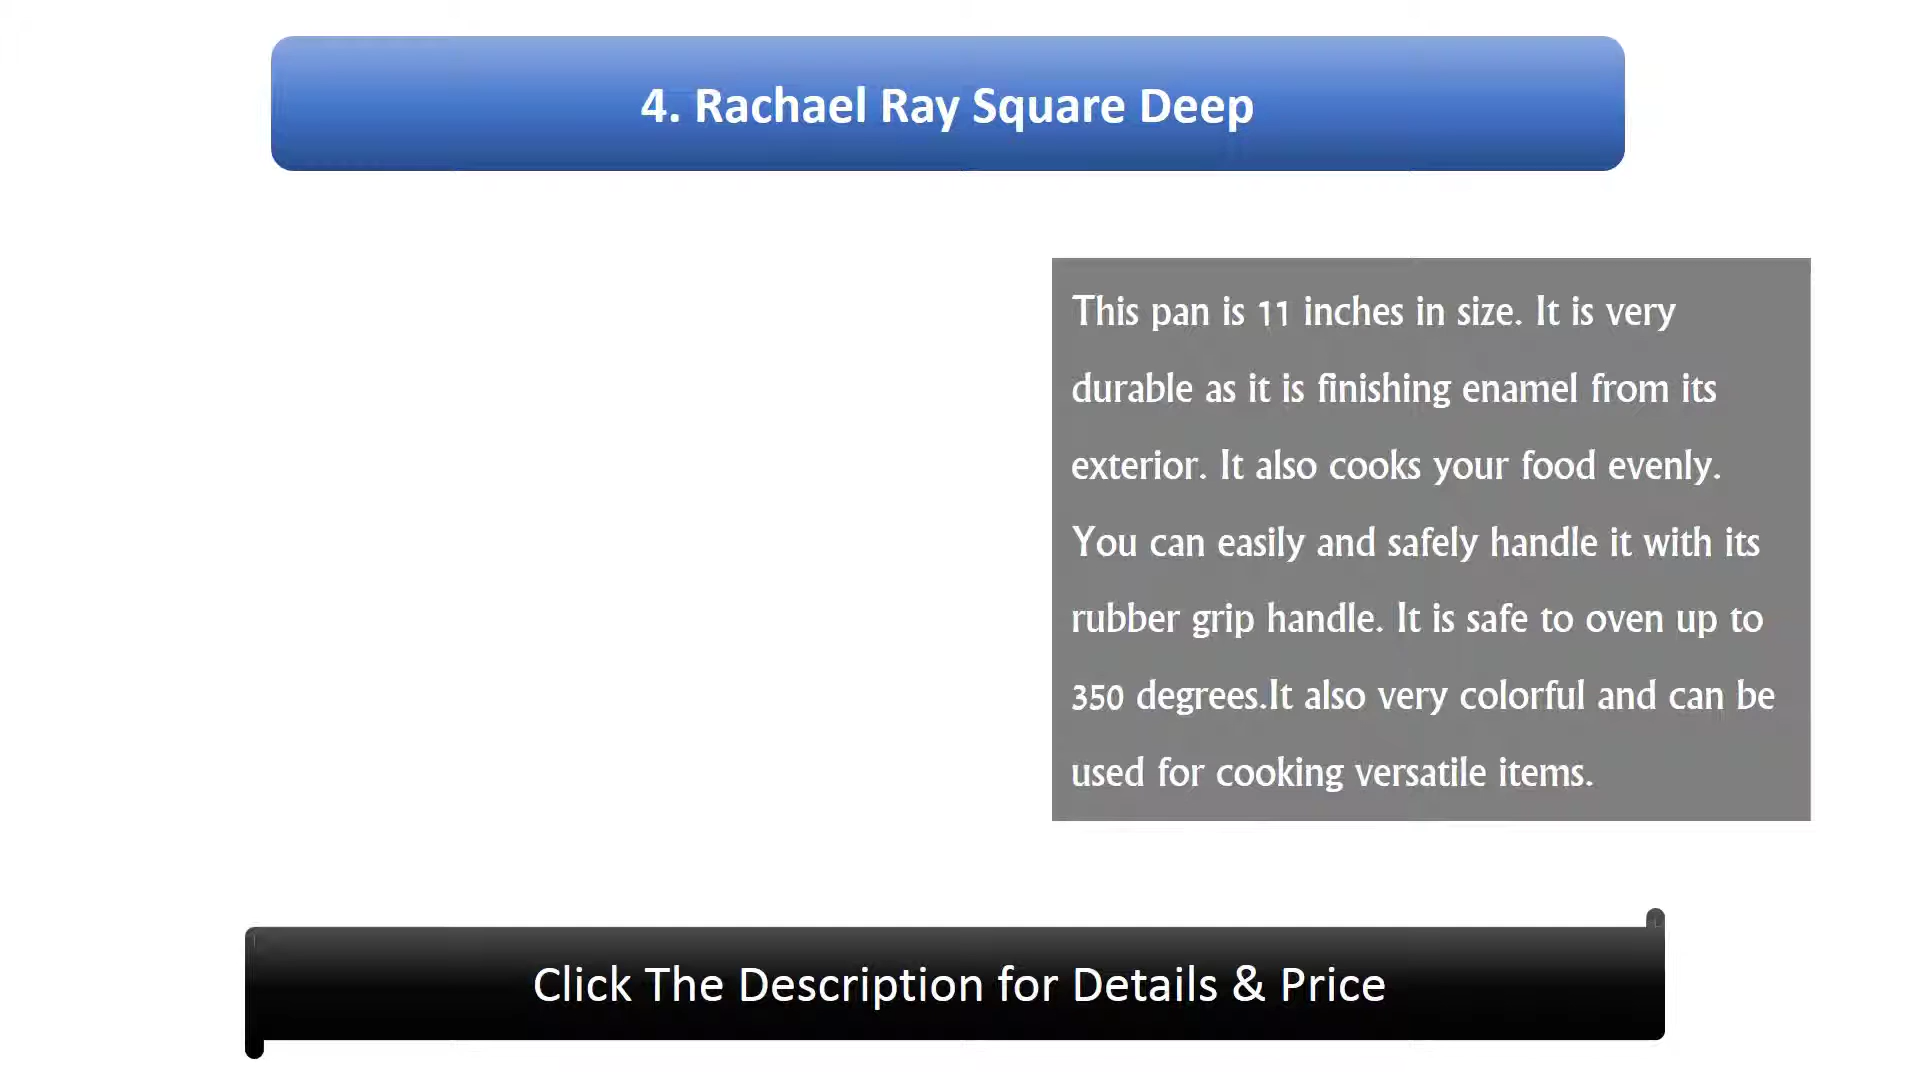 4. Rachael Ray Square Deep
This pan is 11 inches in size. It is very
durable as it is finishing enamel from its
exterior. It also cooks your food evenly.
You can easily and safely handle it with its
rubber grip handle. It is safe to oven up to
350 degrees.It also very colorful and can be
used for cooking versatile items.
Click The Description for Details & Price